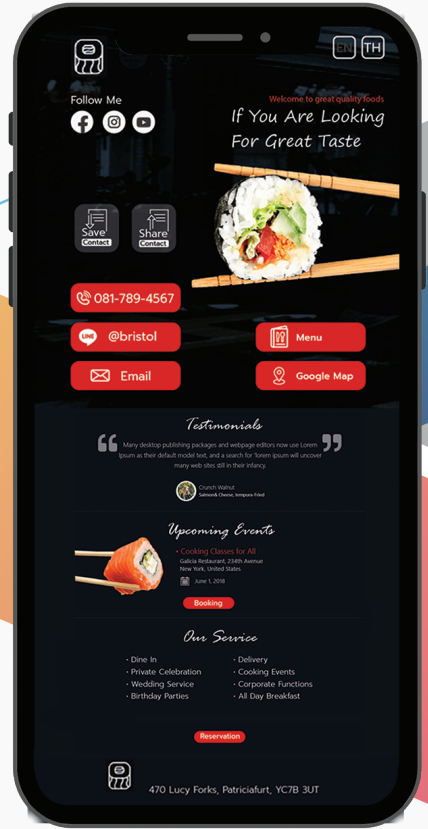 EN TH
Follow Me
Welcome to great quality foods
If You Are Looking
For Great Taste
Save
Contact
Share
Contact
081-789-4567
LINE @bristol
Menu
Email
Google Map
Testimonials
Many desktop publishing packages and webpage editors now use Lorem
Ipsum as their default model text, and a search for 'lorem ipsum will uncover
many web sites still in their infancy.
Crunch Walnut
Salmon& Cheese, tempura-Fried
Upcoming Events
• Cooking Classes for All
Galicia Restaurant, 234th Avenue
New York, United States
June 1, 2018
Booking
Our Service
• Dine In
• Private Celebration
• Wedding Service
• Birthday Parties
• Delivery
• Cooking Events
• Corporate Functions
• All Day Breakfast
Reservation
470 Lucy Forks, Patriciafurt, YC7B 3UT